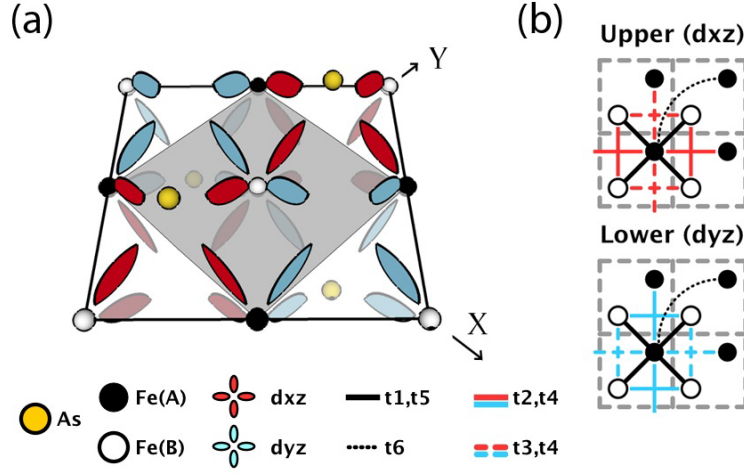 (a)
Y
X
(b)
Upper (dxz)
Lower (dyz)
As
Fe(A)
dxz
t1,t5
t2,t4
Fe(B)
dyz
t6
t3,t4